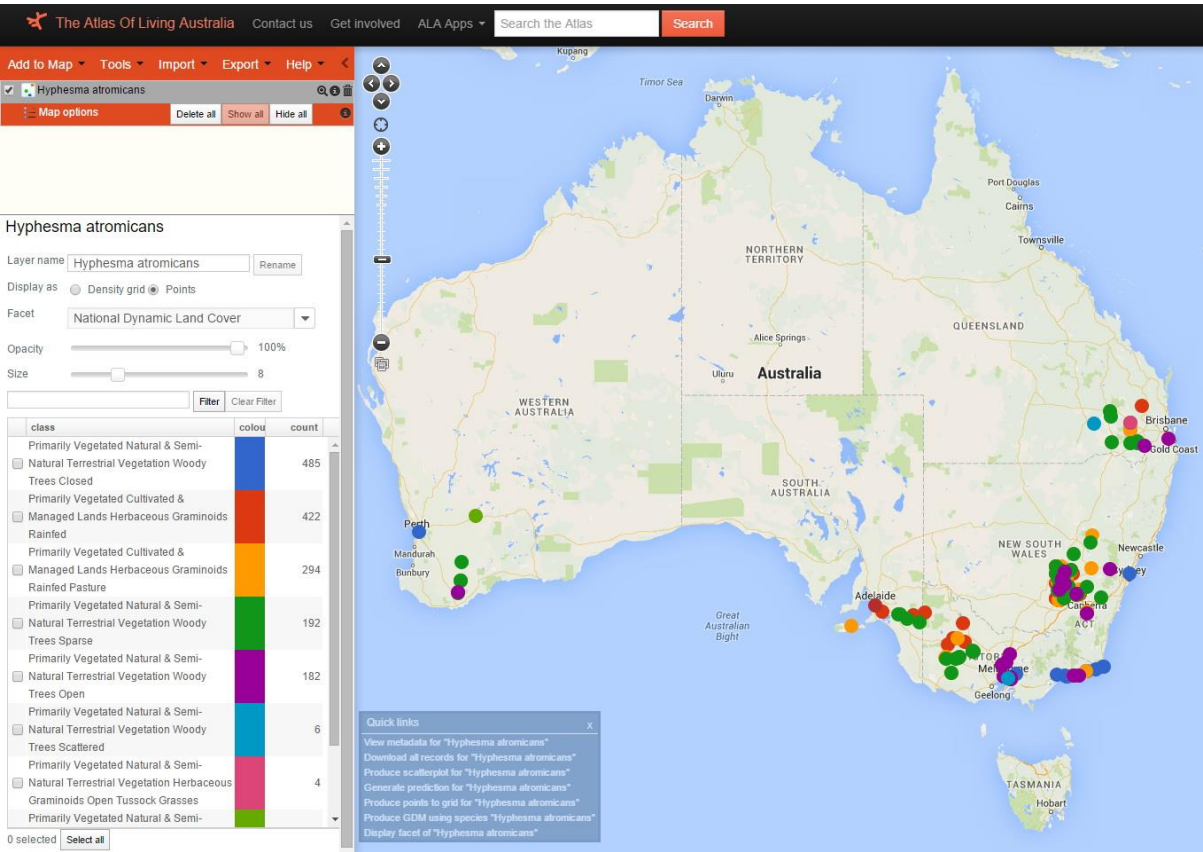 The Atlas Of Living Australia Contact us Get involved ALA Apps Search the Atlas Search
Add to Map Tools Import Export Help
Hyphesma atromicans
Map options Delete all Show all Hide all
Hyphesma atromicans
Layer name Hyphesma atromicans Rename
Display as Density grid Points
Facet National Dynamic Land Cover
Opacity 100%
Size 8
Filter Clear Filter
class colou count
Primarily Vegetated Natural & Semi-
Natural Terrestrial Vegetation Woody 485
Trees Closed
Primarily Vegetated Cultivated &
Managed Lands Herbaceous Graminoids 422
Rainfed
Primarily Vegetated Cultivated &
Managed Lands Herbaceous Graminoids 294
Rainfed Pasture
Primarily Vegetated Natural & Semi-
Natural Terrestrial Vegetation Woody 192
Trees Sparse
Primarily Vegetated Natural & Semi-
Natural Terrestrial Vegetation Woody 182
Trees Open
Primarily Vegetated Natural & Semi-
Natural Terrestrial Vegetation Woody 6
Trees Scattered
Primarily Vegetated Natural & Semi-
Natural Terrestrial Vegetation Herbaceous 4
Graminoids Open Tussock Grasses
Primarily Vegetated Natural & Semi-
0 selected Select all
Kupang
Timor Sea
Darwin
Port Douglas
Cairns
Townsville
NORTHERN
TERRITORY
QUEENSLAND
Alice Springs
Uluru
Australia
WESTERN
AUSTRALIA
Brisbane
Gold Coast
SOUTH
AUSTRALIA
Perth
Mandurah
Bunbury
NEW SOUTH
WALES
Newcastle
Sydney
Adelaide
Canberra
ACT
Great
Australian
Bight
Geelong
TASMANIA
Hobart
Quick links x
View metadata for "Hyphesma atromicans"
Download all records for "Hyphesma atromicans"
Produce scatterplot for "Hyphesma atromicans"
Generate prediction for "Hyphesma atromicans"
Produce points to grid for "Hyphesma atromicans"
Produce GDM using species "Hyphesma atromicans"
Display facet of "Hyphesma atromicans"